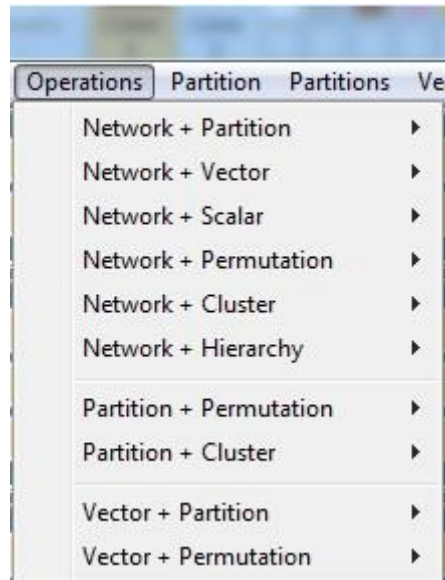 Operations Partition Partitions Ve
Network + Partition
Network + Vector
Network + Scalar
Network + Permutation
Network + Cluster
Network + Hierarchy
Partition + Permutation
Partition + Cluster
Vector + Partition
Vector + Permutation